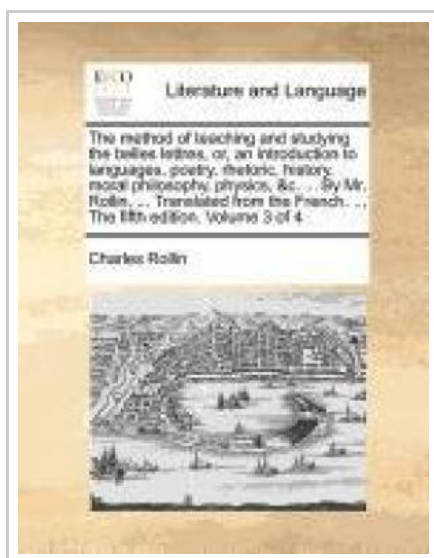 ECCO
Literature and Language
The method of teaching and studying
the belles lettres, or, an introduction to
languages, poetry, rhetoric, history,
moral philosophy, physics, &c. ... By Mr.
Rollin, ... Translated from the French. ...
The fifth edition. Volume 3 of 4
Charles Rollin